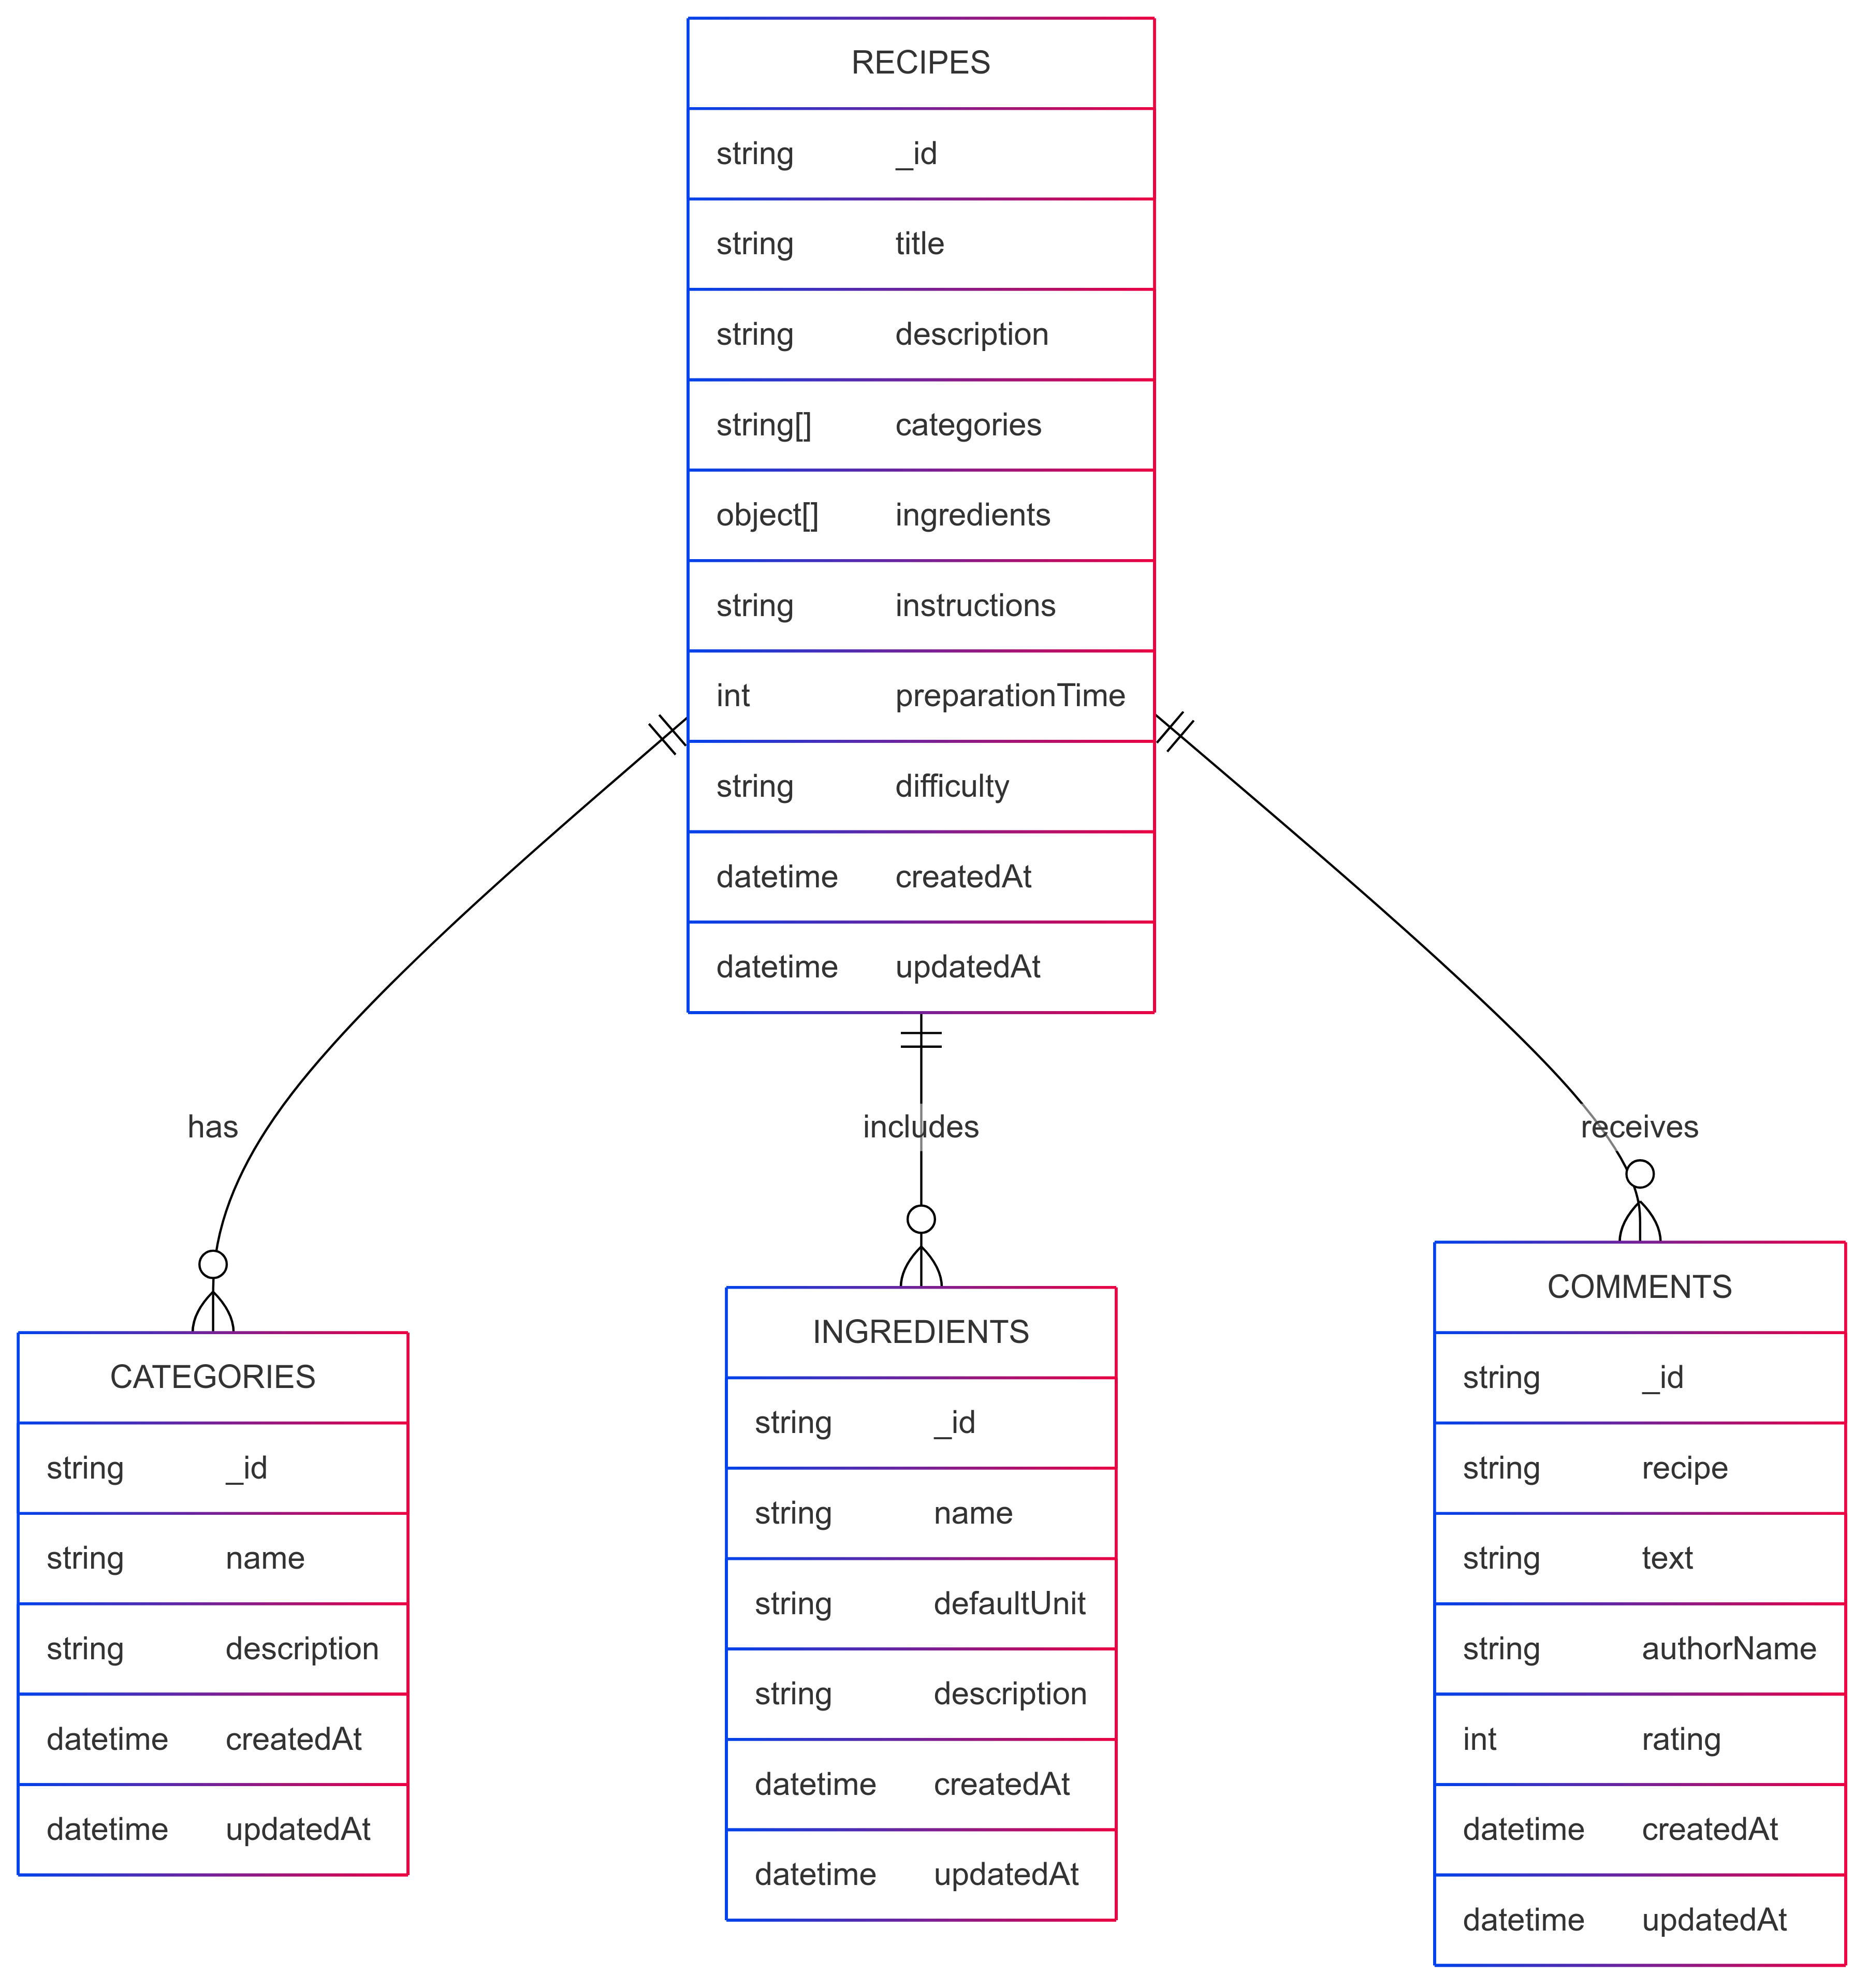 RECIPES
string _id
string title
string description
string[] categories
object[] ingredients
string instructions
int preparationTime
string difficulty
datetime createdAt
datetime updatedAt
has
includes
receives
CATEGORIES
string _id
string name
string description
datetime createdAt
datetime updatedAt
INGREDIENTS
string _id
string name
string defaultUnit
string description
datetime createdAt
datetime updatedAt
COMMENTS
string _id
string recipe
string text
string authorName
int rating
datetime createdAt
datetime updatedAt